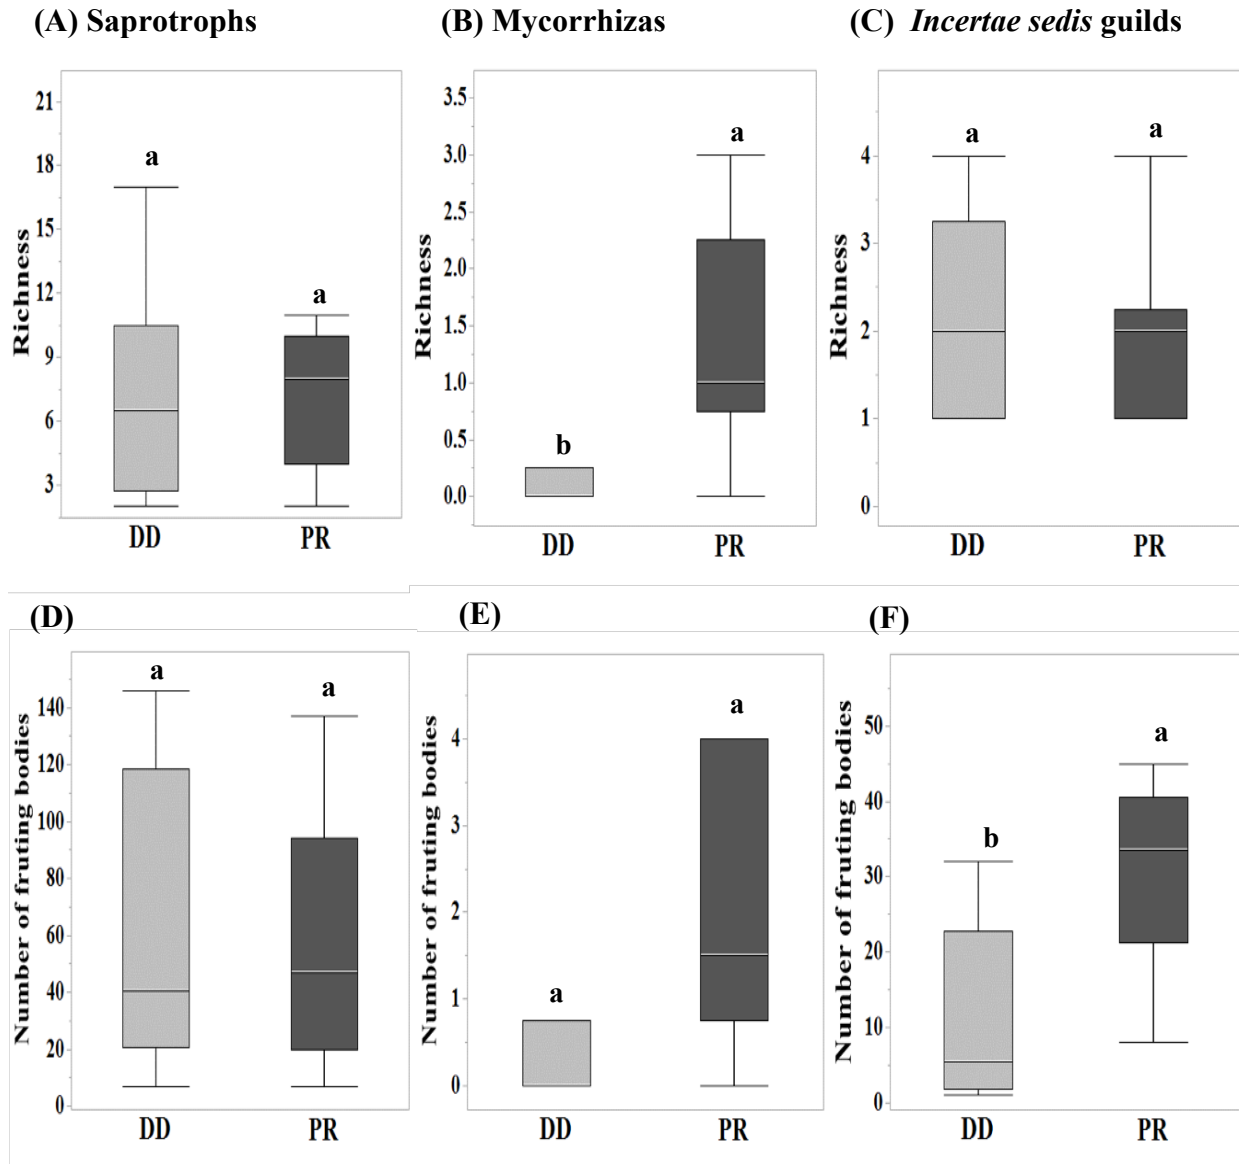 (A) Saprotrophs
(B) Mycorrhizas
(C) Incertae sedis guilds
Richness
21
18
15
12
9
6
3
a
a
DD
PR
Richness
3.5
3.0
2.5
2.0
1.5
1.0
0.5
0.0
b
a
DD
PR
Richness
4
3
2
1
0
a
a
DD
PR
(D)
(E)
(F)
Number of fruting bodies
140
120
100
80
60
40
20
0
a
a
DD
PR
Number of fruting bodies
4
3
2
1
0
a
a
DD
PR
Number of fruting bodies
50
40
30
20
10
0
b
a
DD
PR